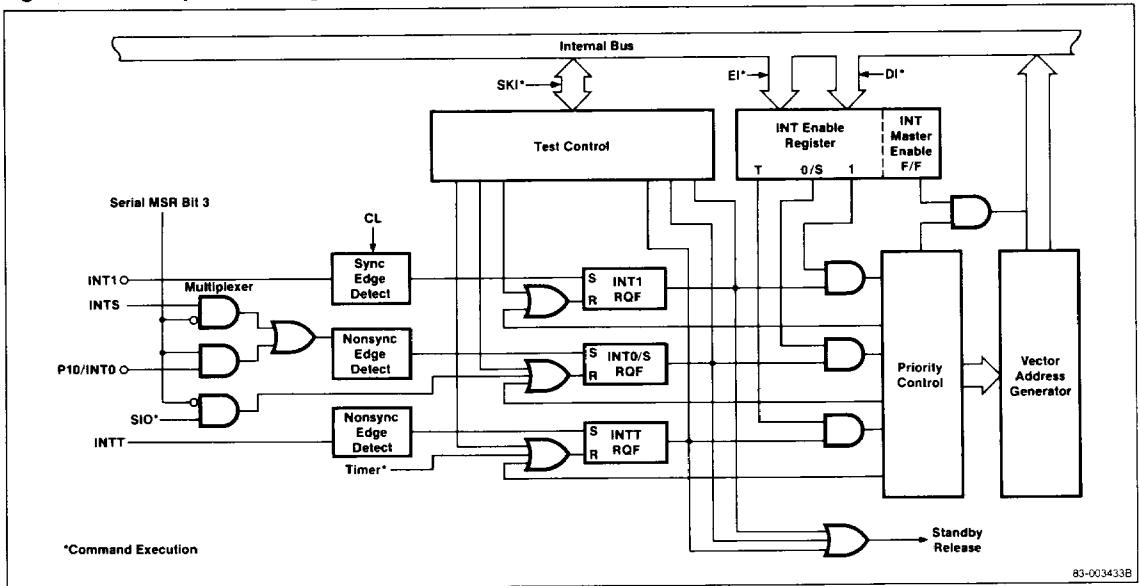 Internal Bus
SKI*
EI*
DI*
Test Control
INT Enable
Register
T 0/S 1
INT
Master
Enable
F/F
Serial MSR Bit 3
CL
INT1
Sync
Edge
Detect
S
R
INT1
RQF
INTS
Multiplexer
P10/INT0
Nonsync
Edge
Detect
S
R
INT0/S
RQF
SIO*
INTT
Nonsync
Edge
Detect
Timer*
S
R
INTT
RQF
Priority
Control
Vector
Address
Generator
Standby
Release
*Command Execution
83-003433B